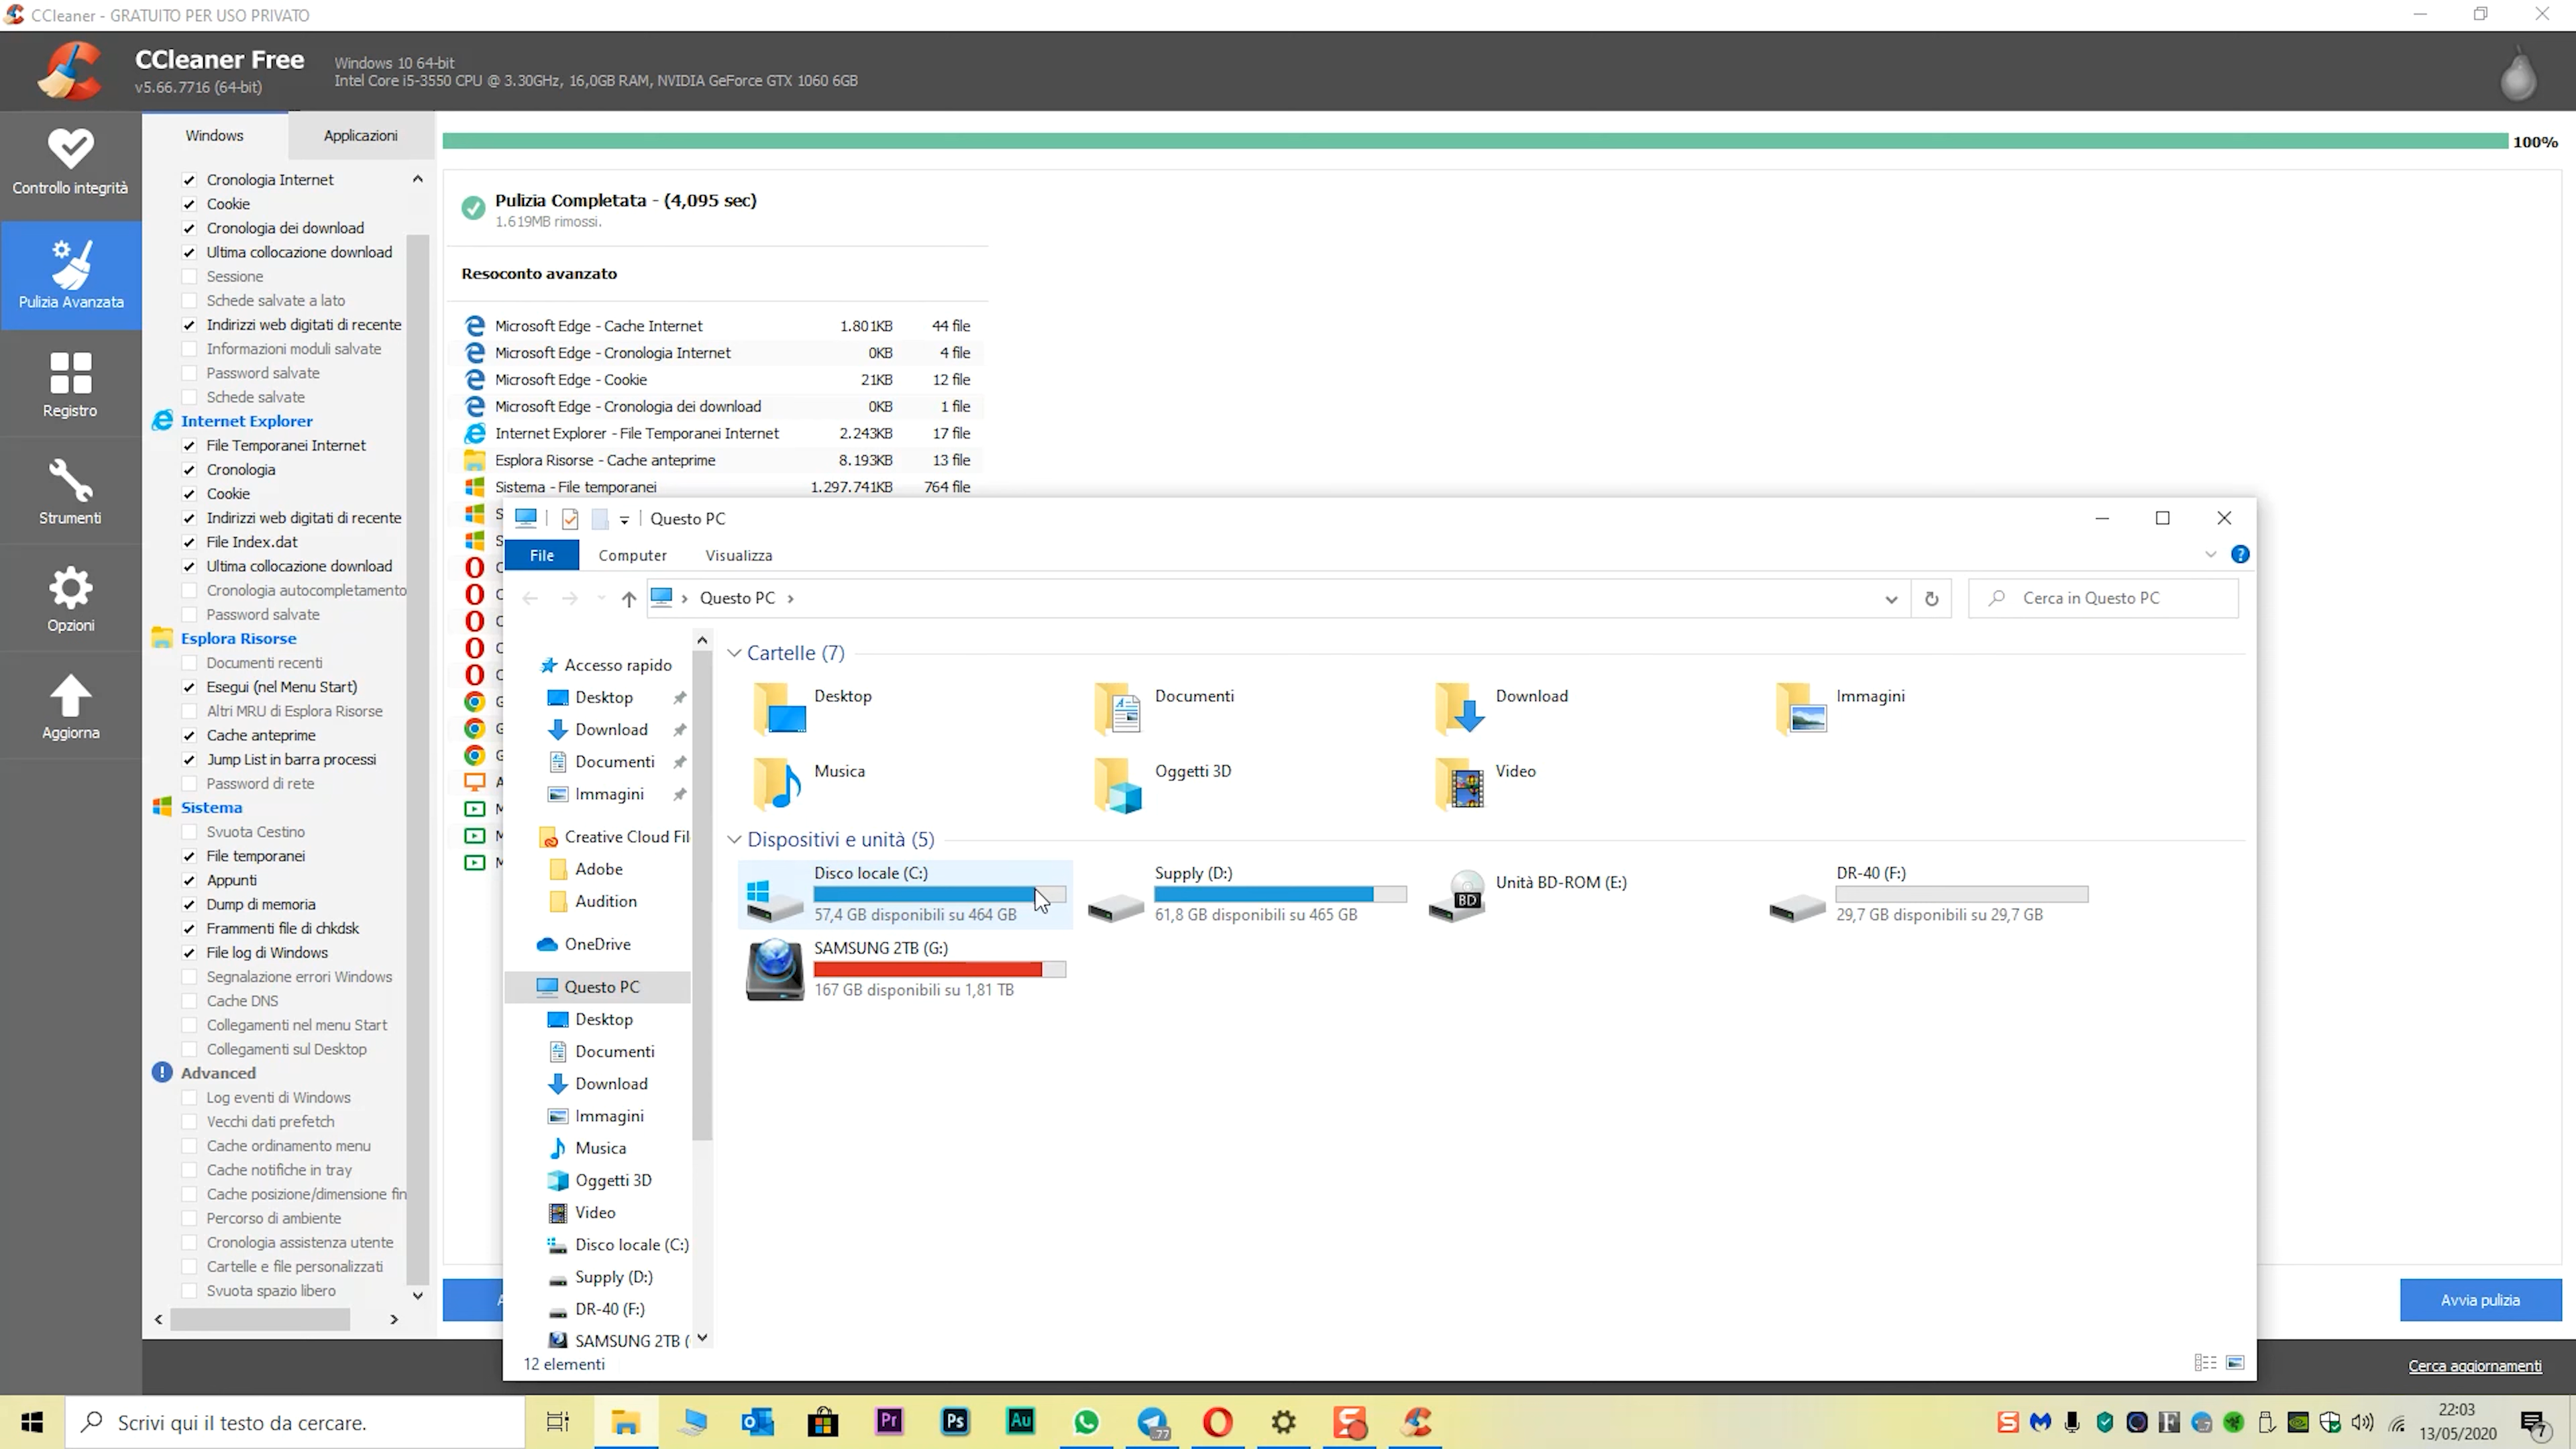 CCleaner - GRATUITO PER USO PRIVATO
CCleaner Free
v5.66.7716 (64-bit)
Windows 10 64-bit
Intel Core i5-3550 CPU @ 3.30GHz, 16,0GB RAM, NVIDIA GeForce GTX 1060 6GB
Controllo integrità
Pulizia Avanzata
Registro
Strumenti
Opzioni
Aggiorna
Windows
Applicazioni
Cronologia Internet
Cookie
Cronologia dei download
Ultima collocazione download
Sessione
Schede salvate a lato
Indirizzi web digitati di recente
Informazioni moduli salvate
Password salvate
Schede salvate
Internet Explorer
File Temporanei Internet
Cronologia
Cookie
Indirizzi web digitati di recente
File Index.dat
Ultima collocazione download
Cronologia autocompletamento
Password salvate
Esplora Risorse
Documenti recenti
Esegui (nel Menu Start)
Altri MRU di Esplora Risorse
Cache anteprime
Jump List in barra processi
Password di rete
Sistema
Svuota Cestino
File temporanei
Appunti
Dump di memoria
Frammenti file di chkdsk
File log di Windows
Segnalazione errori Windows
Cache DNS
Collegamenti nel menu Start
Collegamenti sul Desktop
Advanced
Log eventi di Windows
Vecchi dati prefetch
Cache ordinamento menu
Cache notifiche in tray
Cache posizione/dimensione fin
Percorso di ambiente
Cronologia assistenza utente
Cartelle e file personalizzati
Svuota spazio libero
100%
Pulizia Completata - (4,095 sec)
1.619MB rimossi.
Resoconto avanzato
Microsoft Edge - Cache Internet 1.801KB 44 file
Microsoft Edge - Cronologia Internet 0KB 4 file
Microsoft Edge - Cookie 21KB 12 file
Microsoft Edge - Cronologia dei download 0KB 1 file
Internet Explorer - File Temporanei Internet 2.243KB 17 file
Esplora Risorse - Cache anteprime 8.193KB 13 file
Sistema - File temporanei 1.297.741KB 764 file
Questo PC
File Computer Visualizza
Questo PC
Cerca in Questo PC
Accesso rapido
Desktop
Download
Documenti
Immagini
Creative Cloud Fil
Adobe
Audition
OneDrive
Questo PC
Desktop
Documenti
Download
Immagini
Musica
Oggetti 3D
Video
Disco locale (C:)
Supply (D:)
DR-40 (F:)
SAMSUNG 2TB (
12 elementi
Cartelle (7)
Desktop
Documenti
Download
Immagini
Musica
Oggetti 3D
Video
Dispositivi e unità (5)
Disco locale (C:)
57,4 GB disponibili su 464 GB
Supply (D:)
61,8 GB disponibili su 465 GB
BD
Unità BD-ROM (E:)
DR-40 (F:)
29,7 GB disponibili su 29,7 GB
SAMSUNG 2TB (G:)
167 GB disponibili su 1,81 TB
Avvia pulizia
Cerca aggiornamenti
Scrivi qui il testo da cercare.
Pr
Ps
Au
77
22:03
13/05/2020
7